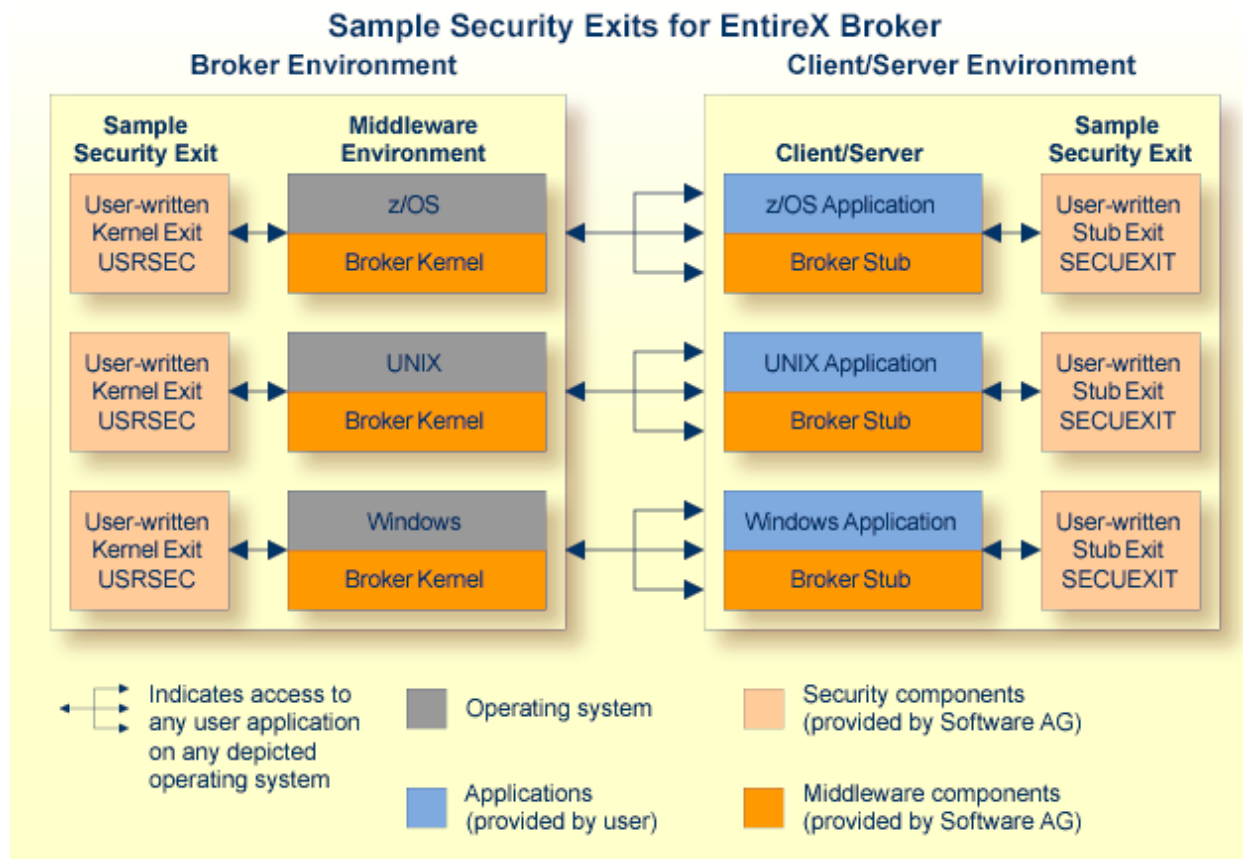 Sample Security Exits for EntireX Broker
Broker Environment
Client/Server Environment
Sample
Security Exit
Middleware
Environment
Client/Server
Sample
Security Exit
User-written
Kernel Exit
USRSEC
z/OS
Broker Kernel
z/OS Application
Broker Stub
User-written
Stub Exit
SECUEXIT
User-written
Kernel Exit
USRSEC
UNIX
Broker Kernel
UNIX Application
Broker Stub
User-written
Stub Exit
SECUEXIT
User-written
Kernel Exit
USRSEC
Windows
Broker Kernel
Windows Application
Broker Stub
User-written
Stub Exit
SECUEXIT
Indicates access to
any user application
on any depicted
operating system
Operating system
Security components
(provided by Software AG)
Applications
(provided by user)
Middleware components
(provided by Software AG)